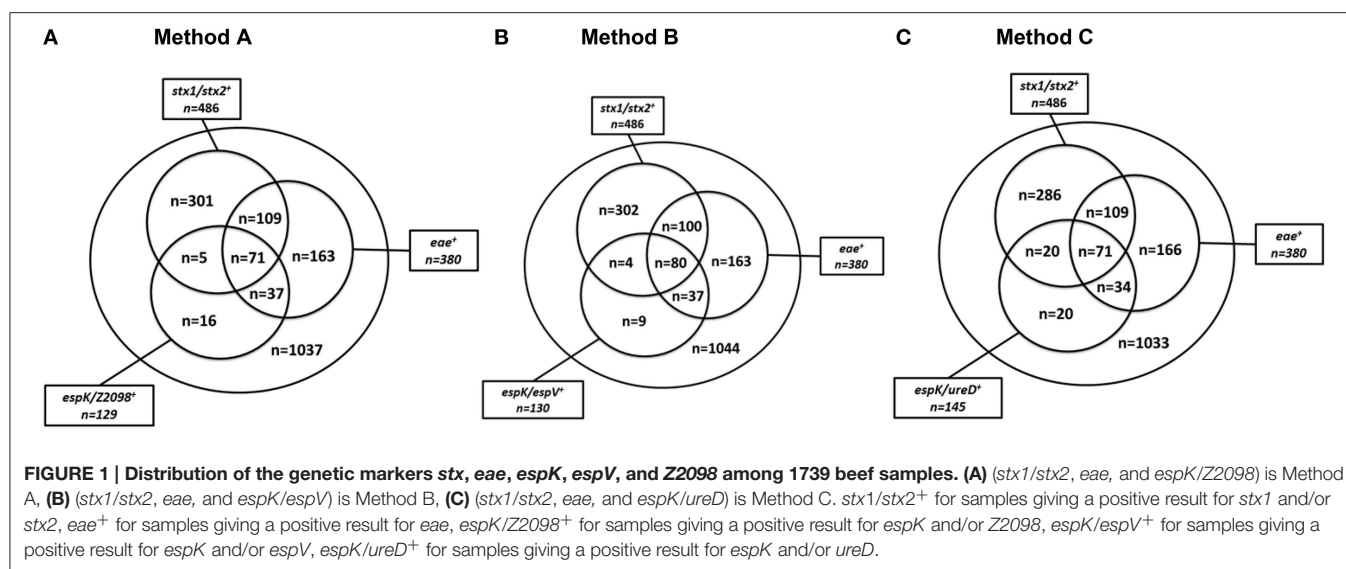 A Method A
B Method B
C Method C
stx1/stx2+
n=486
n=301
n=109
n=5
n=71
n=163
n=37
n=16
n=1037
eae+
n=380
espK/Z2098+
n=129
stx1/stx2+
n=486
n=302
n=100
n=4
n=80
n=163
n=37
n=9
n=1044
eae+
n=380
espK/espV+
n=130
stx1/stx2+
n=486
n=286
n=109
n=20
n=71
n=166
n=34
n=20
n=1033
eae+
n=380
espK/ureD+
n=145
FIGURE 1 | Distribution of the genetic markers stx, eae, espK, espV, and Z2098 among 1739 beef samples. (A) (stx1/stx2, eae, and espK/Z2098) is Method
A, (B) (stx1/stx2, eae, and espK/espV) is Method B, (C) (stx1/stx2, eae, and espK/ureD) is Method C. stx1/stx2+ for samples giving a positive result for stx1 and/or
stx2, eae+ for samples giving a positive result for eae, espK/Z2098+ for samples giving a positive result for espK and/or Z2098, espK/espV+ for samples giving a
positive result for espK and/or espV, espK/ureD+ for samples giving a positive result for espK and/or ureD.